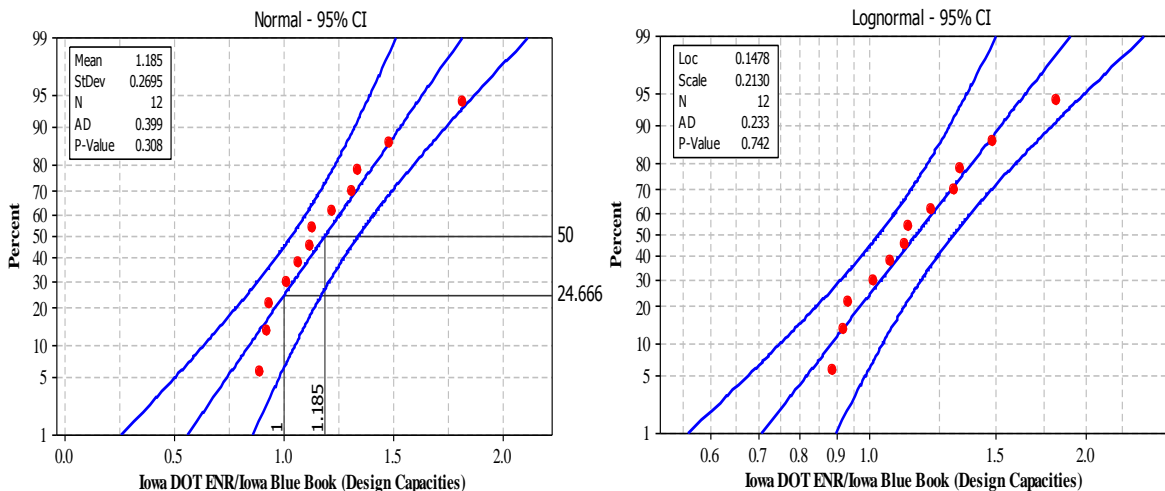 Normal - 95% CI
Mean 1.185
StDev 0.2695
N 12
AD 0.399
P-Value 0.308
Percent
99
95
90
80
70
60
50
40
30
20
10
5
1
50
24.666
1
1.185
0.0 0.5 1.0 1.5 2.0
Iowa DOT ENR/Iowa Blue Book (Design Capacities)
Lognormal - 95% CI
Loc 0.1478
Scale 0.2130
N 12
AD 0.233
P-Value 0.742
Percent
99
95
90
80
70
60
50
40
30
20
10
5
1
0.6 0.7 0.8 0.9 1.0 1.5 2.0
Iowa DOT ENR/Iowa Blue Book (Design Capacities)